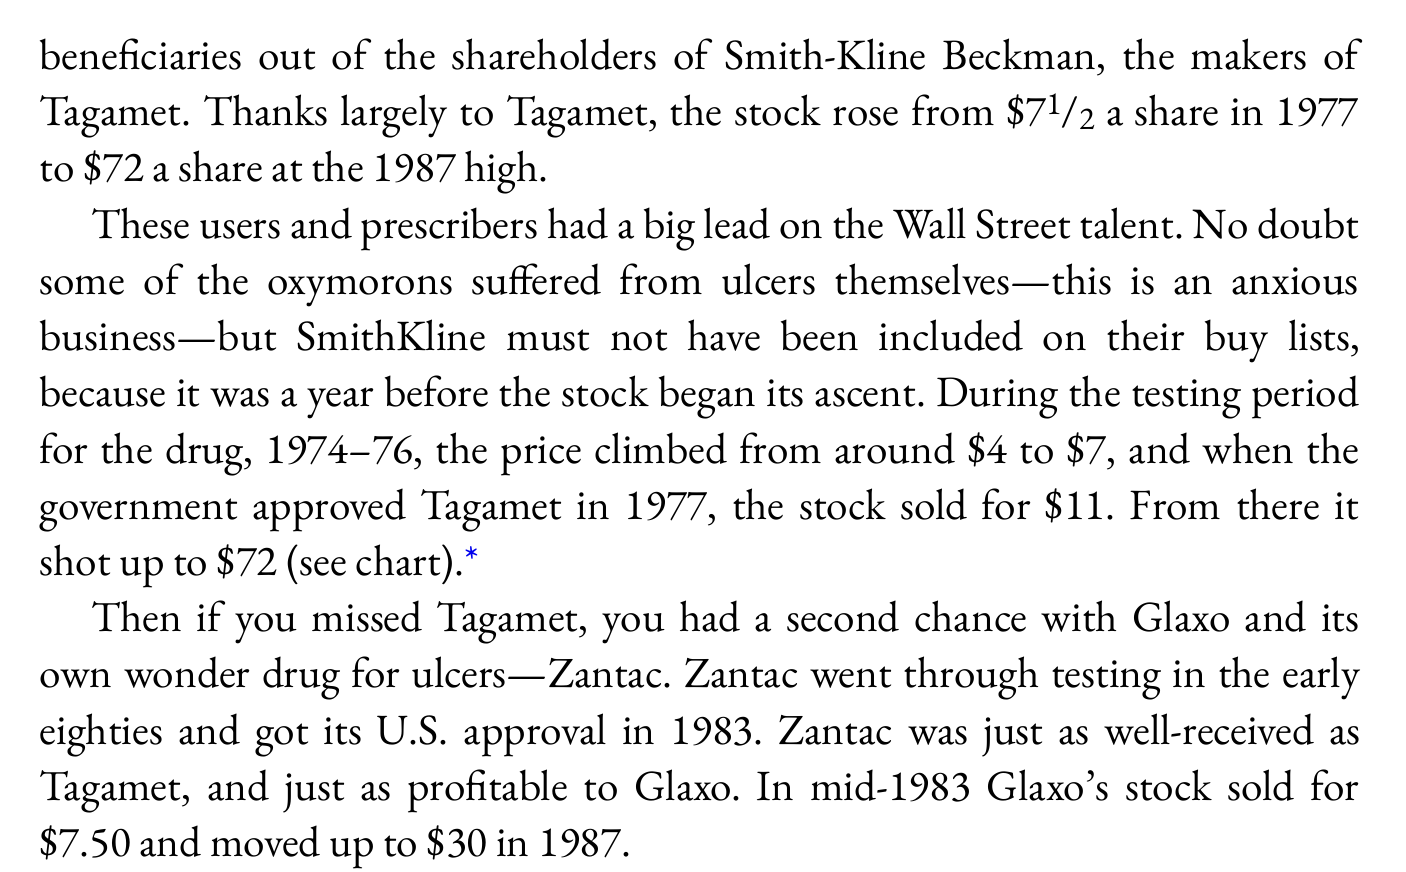 beneficiaries out of the shareholders of Smith-Kline Beckman, the makers of
Tagamet. Thanks largely to Tagamet, the stock rose from $7¹/₂ a share in 1977
to $72 a share at the 1987 high.
These users and prescribers had a big lead on the Wall Street talent. No doubt
some of the oxymorons suffered from ulcers themselves—this is an anxious
business—but SmithKline must not have been included on their buy lists,
because it was a year before the stock began its ascent. During the testing period
for the drug, 1974–76, the price climbed from around $4 to $7, and when the
government approved Tagamet in 1977, the stock sold for $11. From there it
shot up to $72 (see chart).*
Then if you missed Tagamet, you had a second chance with Glaxo and its
own wonder drug for ulcers—Zantac. Zantac went through testing in the early
eighties and got its U.S. approval in 1983. Zantac was just as well-received as
Tagamet, and just as profitable to Glaxo. In mid-1983 Glaxo’s stock sold for
$7.50 and moved up to $30 in 1987.